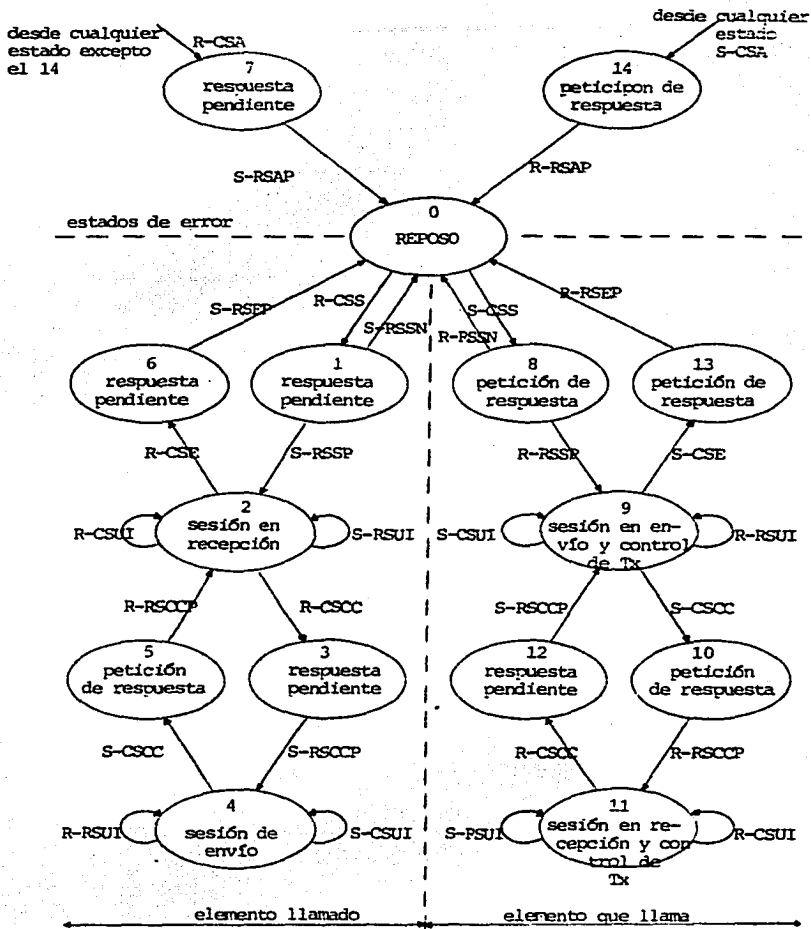 desde cualquier
estado excepto
el 14
R-CSA
desde cualquier
estado
S-CSA
7
respuesta
pendiente
14
peticipon de
respuesta
S-RSAP
R-RSAP
estados de error
0
REPOSO
S-RSEP
R-CSS
S-RSSN
S-CSS
R-RSSN
R-RSEP
6
respuesta
pendiente
1
respuesta
pendiente
8
petición de
respuesta
13
petición de
respuesta
R-CSE
S-RSSP
R-RSSP
S-CSE
2
sesión en
recepción
R-CSUI
S-RSUI
9
sesión en en-
vío y control
de Tx
S-CSUI
R-RSUI
R-RSCCP
R-CSCC
S-RSCCP
S-CSCC
5
petición
de respuesta
3
respuesta
pendiente
12
respuesta
pendiente
10
petición
de respuesta
S-CSCC
S-RSCCP
R-CSCC
R-RSCCP
4
sesión de
envío
R-RSUI
S-CSUI
11
sesión en re-
cepción y con
trol de
Tx
S-PSUI
R-CSUI
elemento llamado
elemento que llama